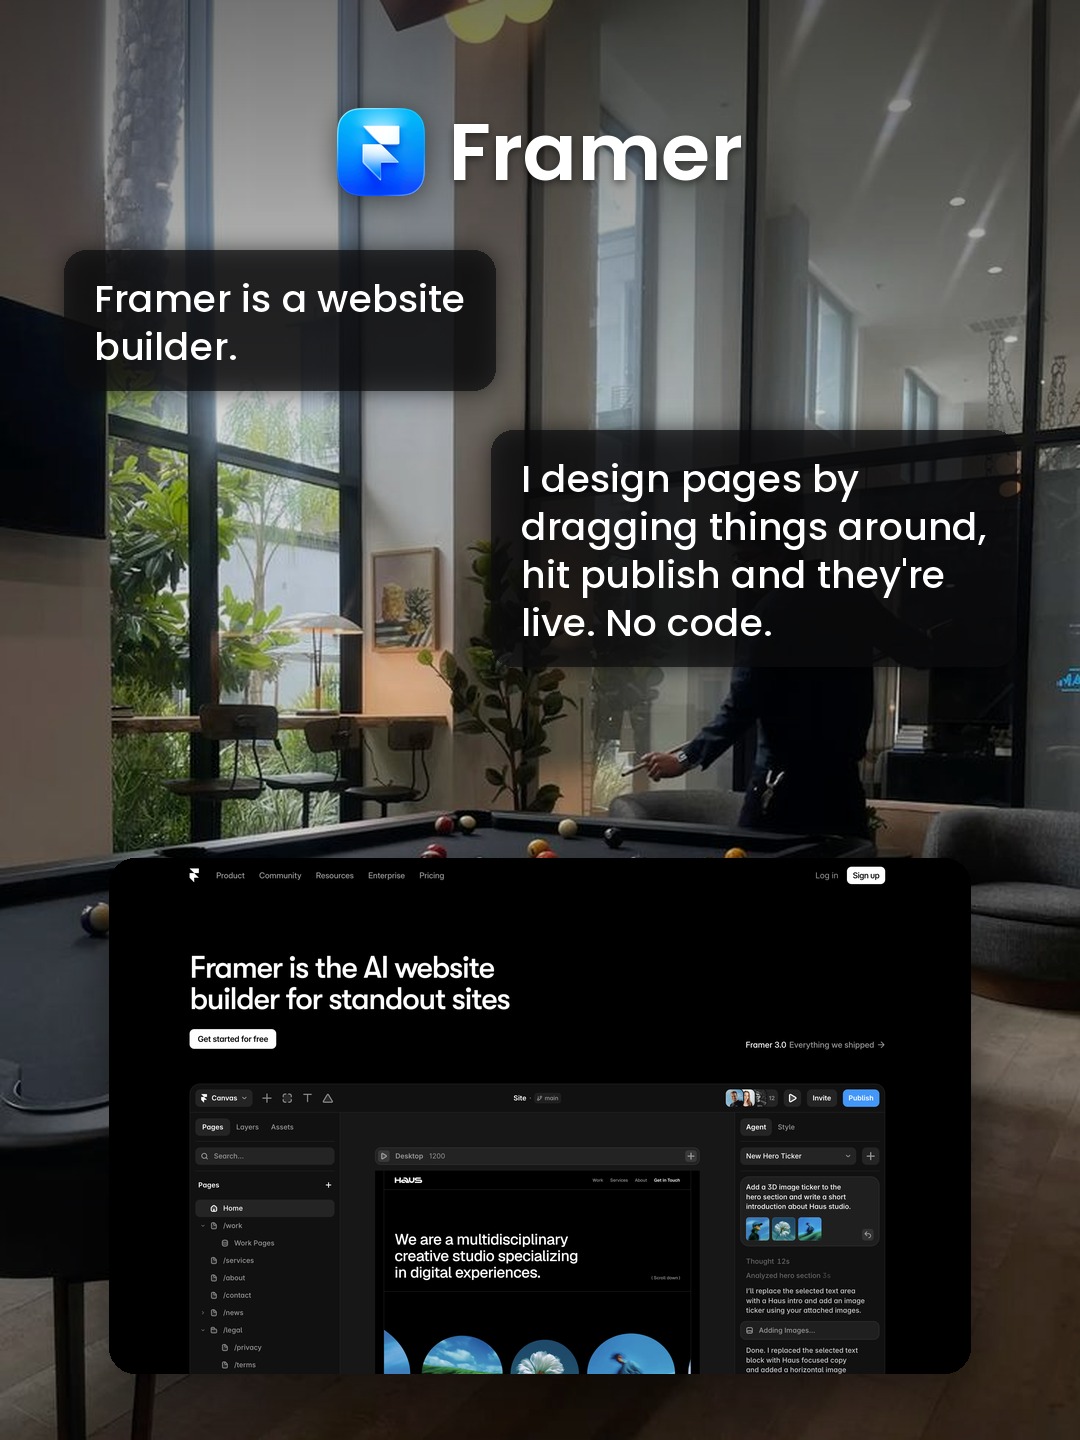 Framer
Framer is a website
builder.
I design pages by
dragging things around,
hit publish and they're
live. No code.
Product Community Resources Enterprise Pricing Log in Sign up
Framer is the AI website
builder for standout sites
Get started for free
Framer 3.0 Everything we shipped →
Canvas Site · main 12 Invite Publish
Pages Layers Assets
Search...
Pages +
Home
/work
Work Pages
/services
/about
/contact
/news
/legal
/privacy
/terms
Desktop 1200
HAUS Work Services About Get in Touch
We are a multidisciplinary
creative studio specializing
in digital experiences.
[ Scroll down ]
Agent Style
New Hero Ticker
Add a 3D image ticker to the
hero section and write a short
introduction about Haus studio.
Thought 12s
Analyzed hero section 3s
I'll replace the selected text area
with a Haus intro and add an image
ticker using your attached images.
Adding Images...
Done. I replaced the selected text
block with Haus focused copy
and added a horizontal image